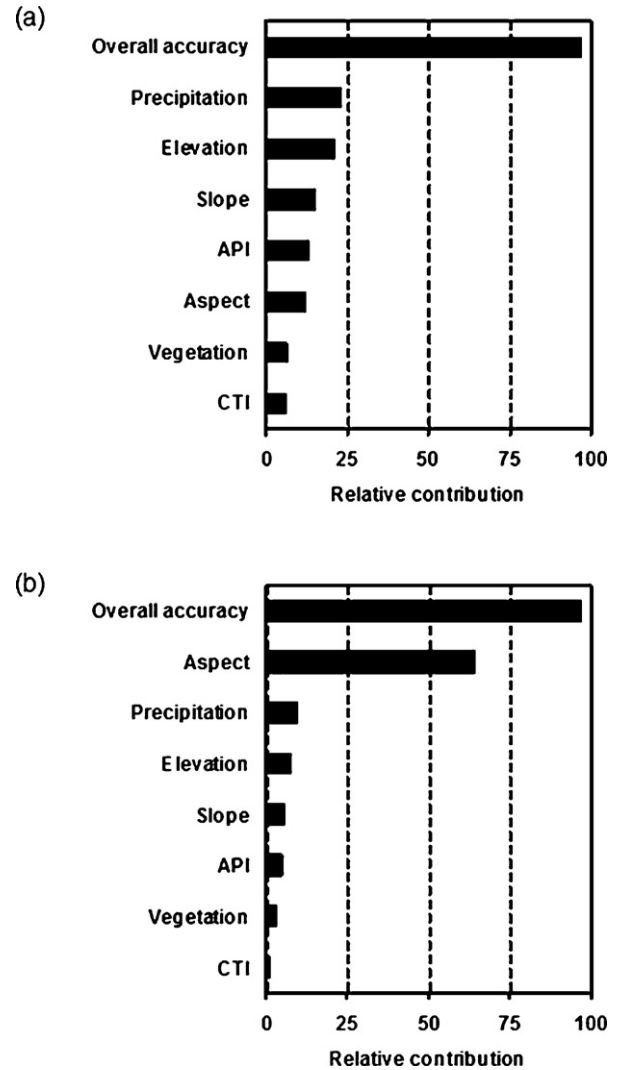 (a)
Overall accuracy
Precipitation
Elevation
Slope
API
Aspect
Vegetation
CTI
0 25 50 75 100
Relative contribution
(b)
Overall accuracy
Aspect
Precipitation
Elevation
Slope
API
Vegetation
CTI
0 25 50 75 100
Relative contribution